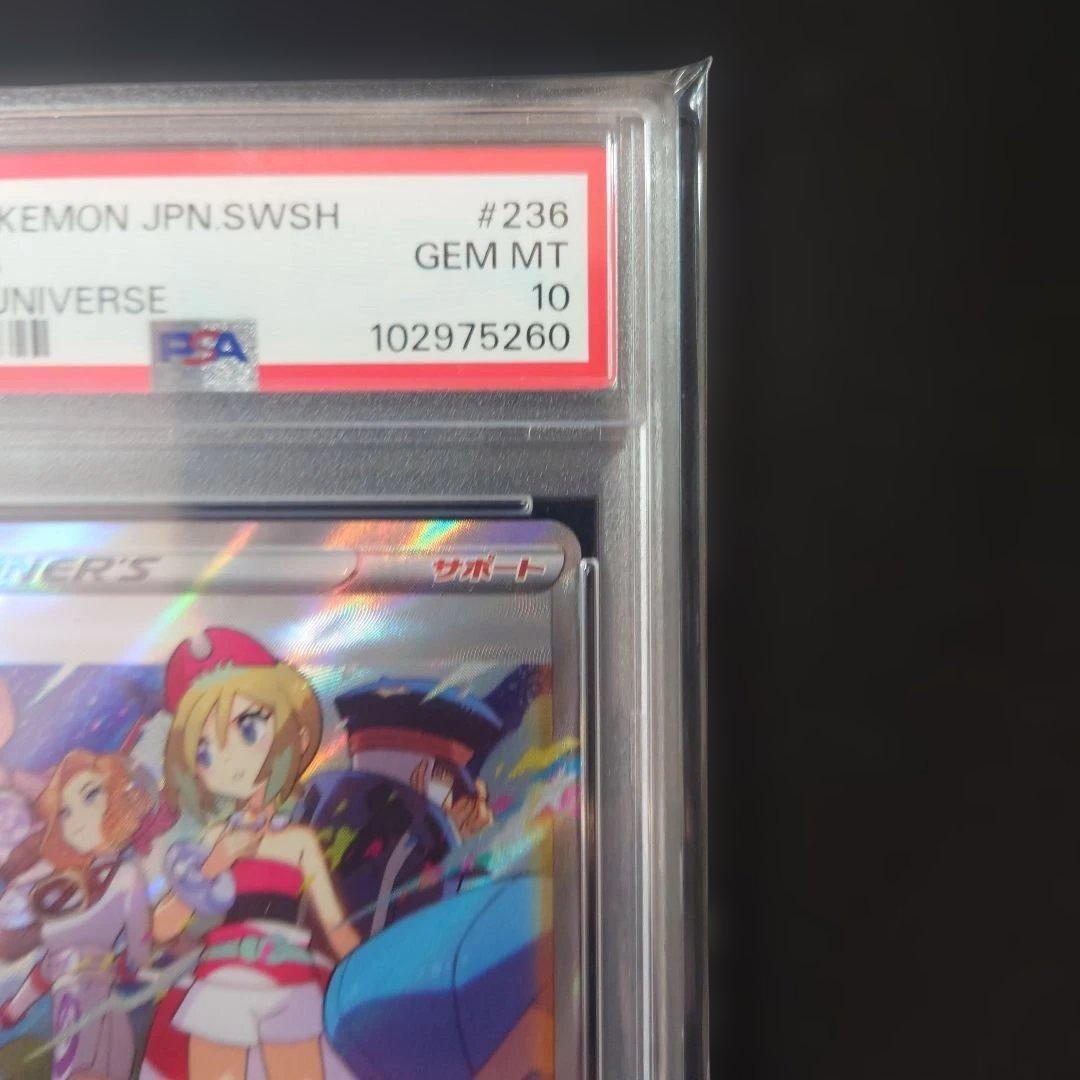 KEMON JPN.SWSH #236
GEM MT
UNIVERSE 10
PSA 102975260
NER'S サポート